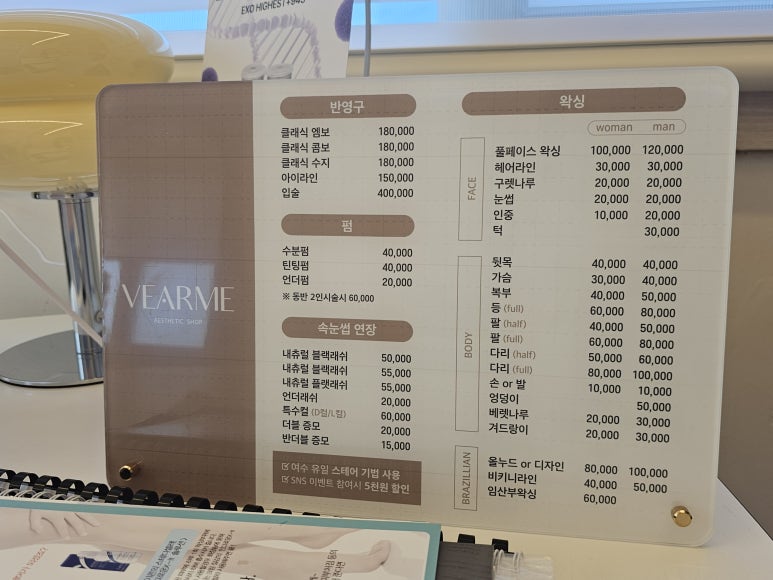 EXO HIGHEST +94
VEARME
AESTHETIC SHOP
반영구
클래식 엠보 180,000
클래식 콤보 180,000
클래식 수지 180,000
아이라인 150,000
입술 400,000
펌
수분펌 40,000
틴팅펌 40,000
언더펌 20,000
※ 동반 2인시술시 60,000
속눈썹 연장
내츄럴 블랙래쉬 50,000
내츄럴 블랙래쉬 55,000
내츄럴 플랫래쉬 55,000
언더래쉬 20,000
특수컬 (D컬/L컬) 60,000
더블 증모 20,000
반더블 증모 15,000
여수 유일 스테어 기법 사용
SNS 이벤트 참여시 5천원 할인
왁싱
woman man
FACE
풀페이스 왁싱 100,000 120,000
헤어라인 30,000 30,000
구렛나루 20,000 20,000
눈썹 20,000 20,000
인중 10,000 20,000
턱 30,000
BODY
뒷목 40,000 40,000
가슴 30,000 40,000
복부 40,000 50,000
등 (full) 60,000 80,000
팔 (half) 40,000 50,000
팔 (full) 60,000 80,000
다리 (half) 50,000 60,000
다리 (full) 80,000 100,000
손 or 발 10,000 10,000
엉덩이 50,000
베렛나루 20,000 30,000
겨드랑이 20,000 30,000
BRAZILLIAN
올누드 or 디자인 80,000 100,000
비키니라인 40,000 50,000
임산부왁싱 60,000